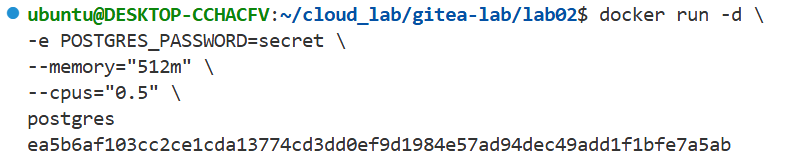 ubuntu@DESKTOP-CCHACFV:~/cloud_lab/gitea-lab/lab02$ docker run -d \
-e POSTGRES_PASSWORD=secret \
--memory="512m" \
--cpus="0.5" \
postgres
ea5b6af103cc2ce1cda13774cd3dd0ef9d1984e57ad94dec49add1f1bfe7a5ab